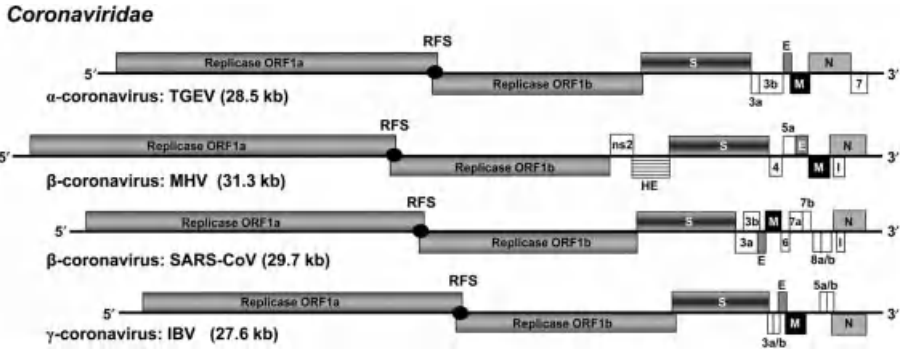 Coronaviridae
RFS E
5′ Replicase ORF1a S N 3′
Replicase ORF1b 3a 3b M 7
α-coronavirus: TGEV (28.5 kb)
RFS 5a
5′ Replicase ORF1a ns2 S E N 3′
Replicase ORF1b HE 4 M I
β-coronavirus: MHV (31.3 kb)
RFS 7b
5′ Replicase ORF1a S 3b M 7a N 3′
Replicase ORF1b 3a E 6 8a/b I
β-coronavirus: SARS-CoV (29.7 kb)
RFS E 5a/b
5′ Replicase ORF1a S 3′
Replicase ORF1b 3a/b M N
γ-coronavirus: IBV (27.6 kb)